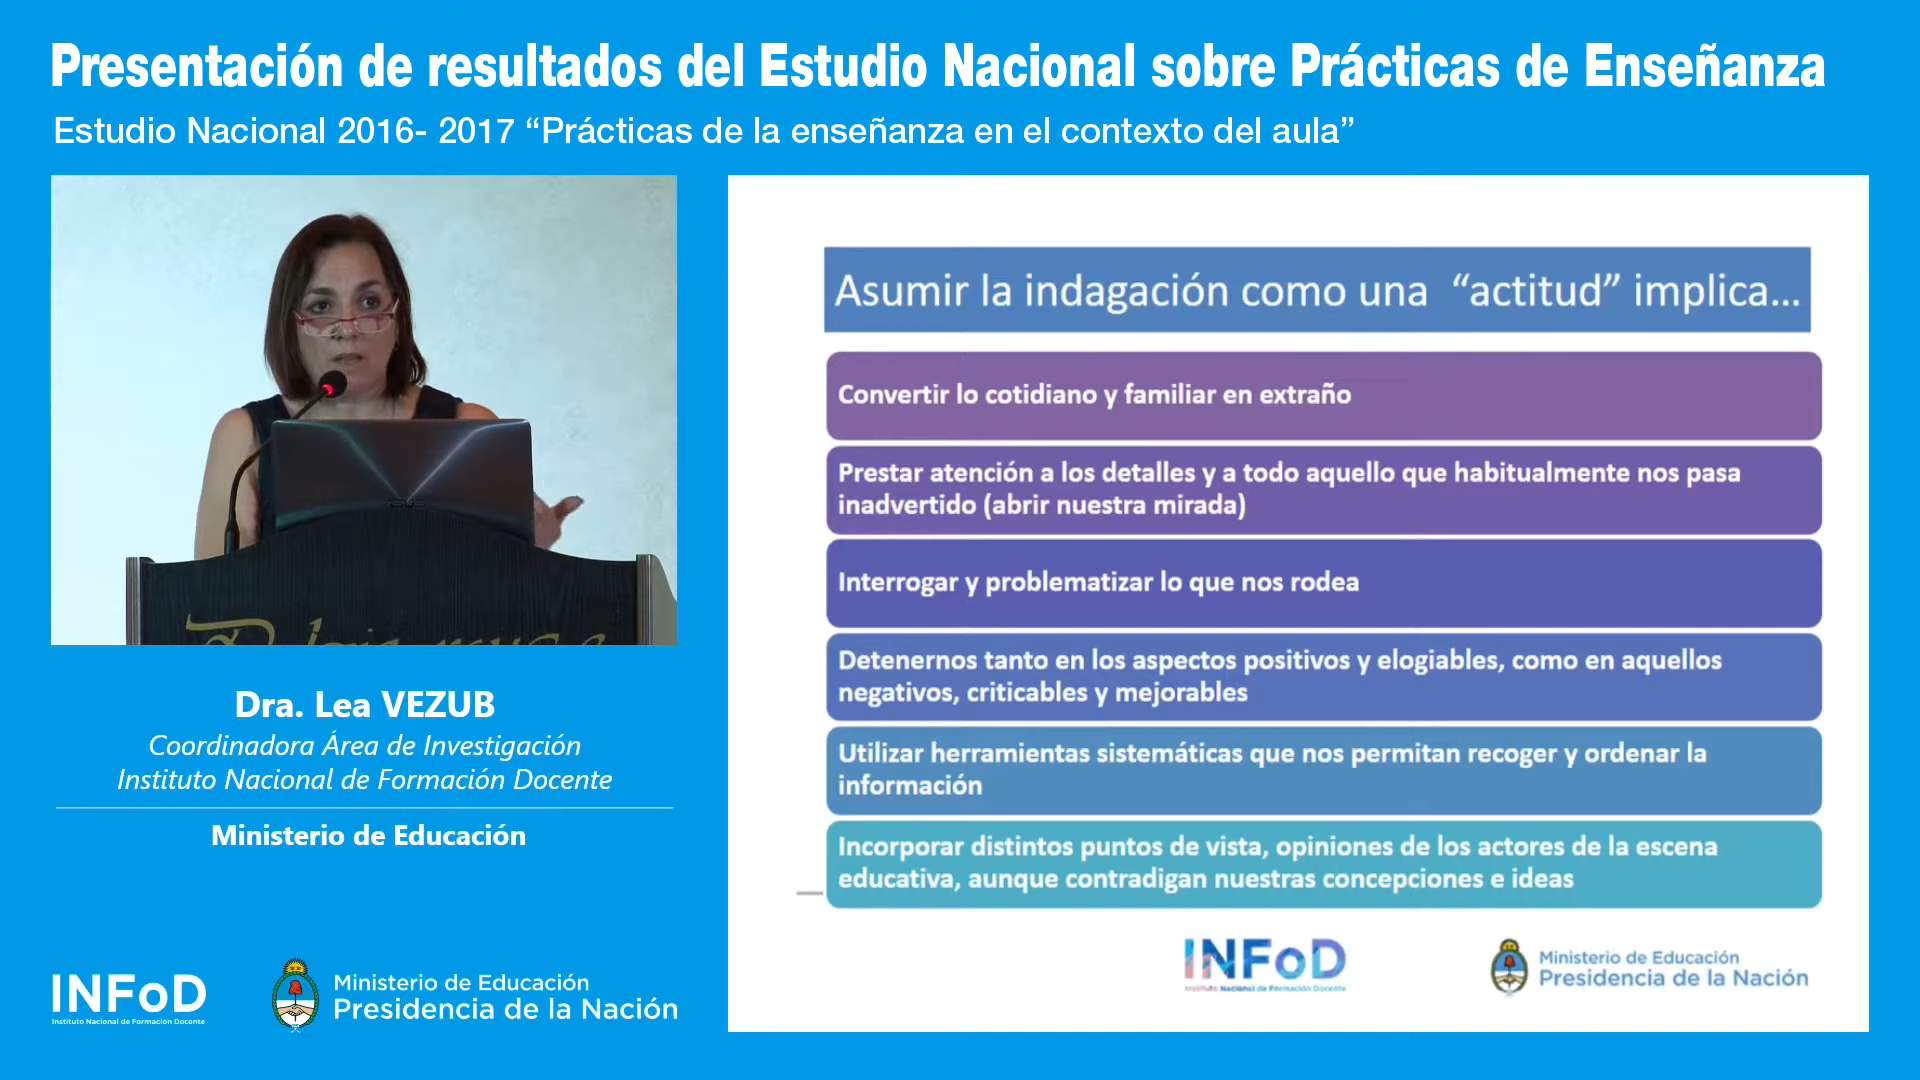 Presentación de resultados del Estudio Nacional sobre Prácticas de Enseñanza
Estudio Nacional 2016- 2017 “Prácticas de la enseñanza en el contexto del aula”
Dra. Lea VEZUB
Coordinadora Área de Investigación
Instituto Nacional de Formación Docente
Ministerio de Educación
INFoD
Instituto Nacional de Formación Docente
Ministerio de Educación
Presidencia de la Nación
Asumir la indagación como una “actitud” implica...
Convertir lo cotidiano y familiar en extraño
Prestar atención a los detalles y a todo aquello que habitualmente nos pasa
inadvertido (abrir nuestra mirada)
Interrogar y problematizar lo que nos rodea
Detenernos tanto en los aspectos positivos y elogiables, como en aquellos
negativos, criticables y mejorables
Utilizar herramientas sistemáticas que nos permitan recoger y ordenar la
información
Incorporar distintos puntos de vista, opiniones de los actores de la escena
educativa, aunque contradigan nuestras concepciones e ideas
INFoD
Instituto Nacional de Formación Docente
Ministerio de Educación
Presidencia de la Nación